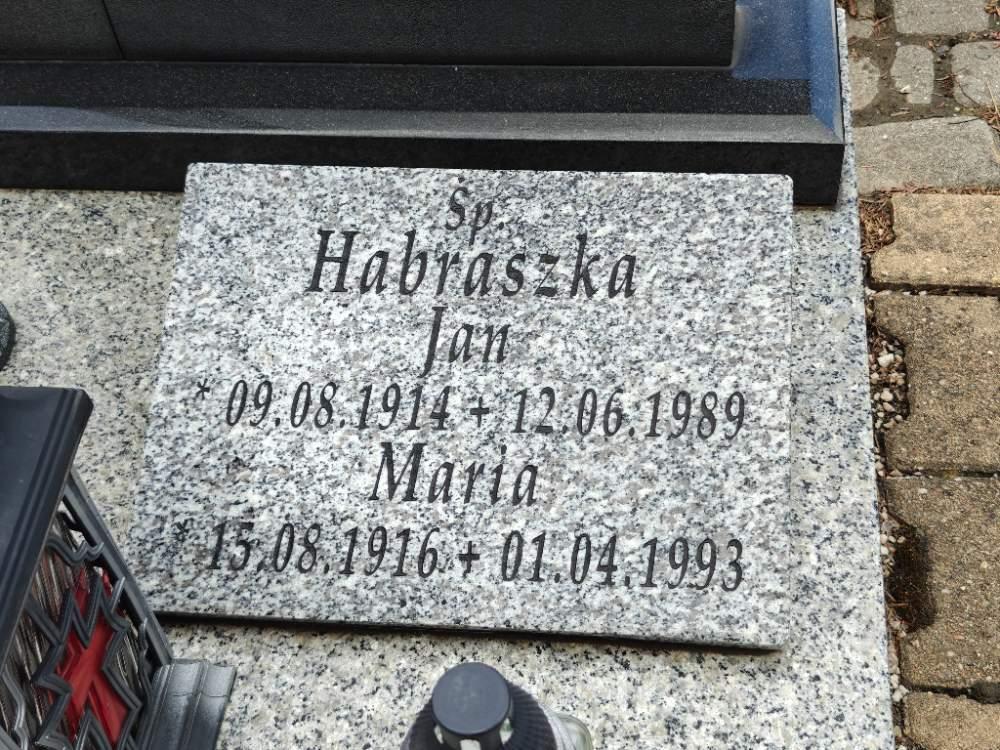 Śp.
Habraszka
Jan
* 09.08.1914 + 12.06.1989
Maria
* 15.08.1916 + 01.04.1993